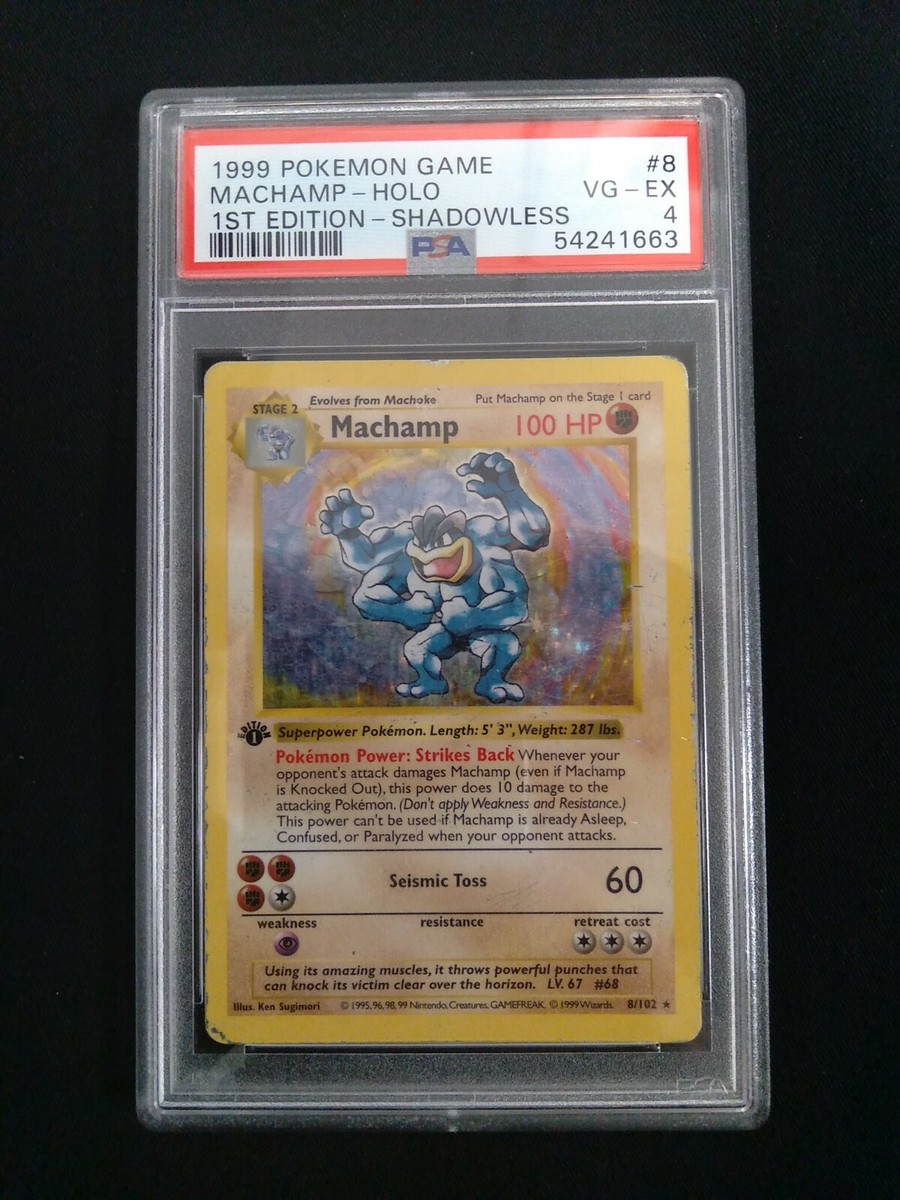 1999 POKEMON GAME #8
MACHAMP - HOLO VG - EX
1ST EDITION - SHADOWLESS 4
PSA 54241663
Evolves from Machoke Put Machamp on the Stage 1 card
STAGE 2
Machamp 100 HP
EDITION 1
Superpower Pokémon. Length: 5' 3", Weight: 287 lbs.
Pokémon Power: Strikes Back Whenever your
opponent's attack damages Machamp (even if Machamp
is Knocked Out), this power does 10 damage to the
attacking Pokémon. (Don't apply Weakness and Resistance.)
This power can't be used if Machamp is already Asleep,
Confused, or Paralyzed when your opponent attacks.
Seismic Toss 60
weakness resistance retreat cost
Using its amazing muscles, it throws powerful punches that
can knock its victim clear over the horizon. LV. 67 #68
Illus. Ken Sugimori ©1995, 96, 98, 99 Nintendo, Creatures, GAMEFREAK. ©1999 Wizards. 8/102 ★
PSA